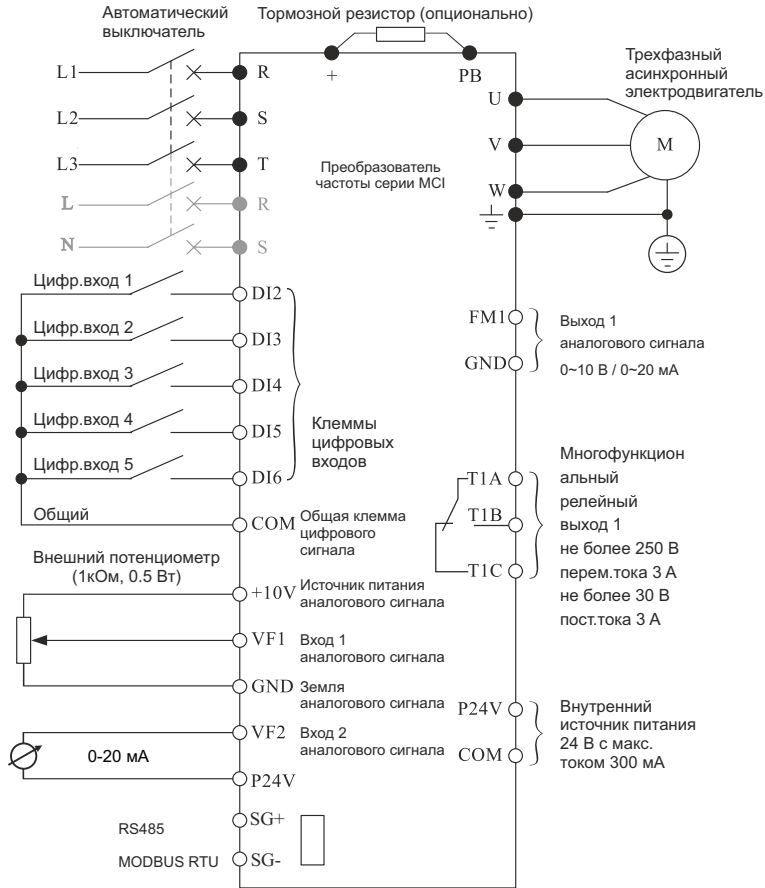 Автоматический
выключатель
Тормозной резистор (опционально)
+
PB
L1
R
L2
S
L3
T
L
R
N
S
Преобразователь
частоты серии MCI
Трехфазный
асинхронный
электродвигатель
U
V
W
M
Цифр.вход 1
DI2
Цифр.вход 2
DI3
Цифр.вход 3
DI4
Цифр.вход 4
DI5
Цифр.вход 5
DI6
Клеммы
цифровых
входов
Общий
COM
Общая клемма
цифрового
сигнала
FM1
GND
Выход 1
аналогового сигнала
0~10 В / 0~20 мА
T1A
T1B
T1C
Многофункцион
альный
релейный
выход 1
не более 250 В
перем.тока 3 А
не более 30 В
пост.тока 3 А
Внешний потенциометр
(1кОм, 0.5 Вт)
+10V
Источник питания
аналогового сигнала
VF1
Вход 1
аналогового сигнала
GND
Земля
аналогового сигнала
VF2
Вход 2
аналогового сигнала
0-20 мА
P24V
P24V
COM
Внутренний
источник питания
24 В с макс.
током 300 мА
RS485
MODBUS RTU
SG+
SG-